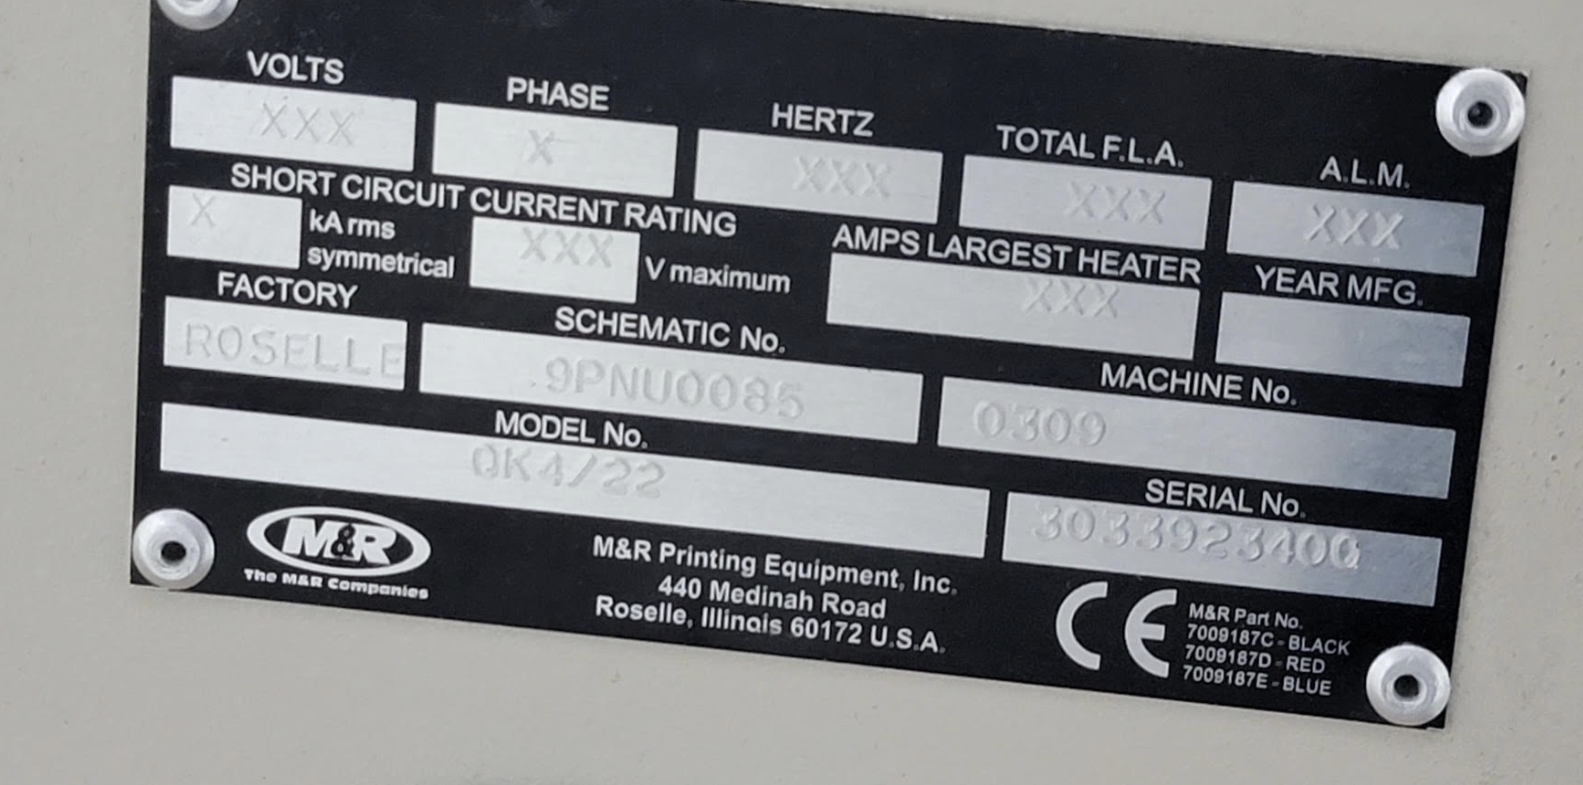 VOLTS PHASE HERTZ TOTAL F.L.A. A.L.M.
XXX X XXX XXX XXX
SHORT CIRCUIT CURRENT RATING AMPS LARGEST HEATER YEAR MFG.
X kA rms symmetrical XXX V maximum XXX
FACTORY SCHEMATIC No. MACHINE No.
ROSELLE 9PNU0085 0309
MODEL No. SERIAL No.
QK4/22 303392340Q
M&R
The M&R Companies
M&R Printing Equipment, Inc.
440 Medinah Road
Roselle, Illinois 60172 U.S.A.
CE
M&R Part No.
7009187C - BLACK
7009187D - RED
7009187E - BLUE